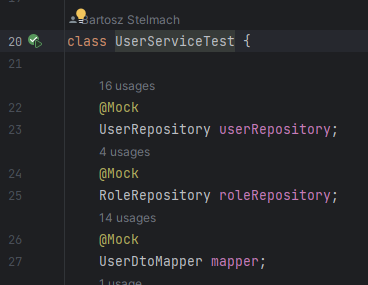 Bartosz Stelmach
20 class UserServiceTest {
21
16 usages
22 @Mock
23 UserRepository userRepository;
4 usages
24 @Mock
25 RoleRepository roleRepository;
14 usages
26 @Mock
27 UserDtoMapper mapper;
1 usage